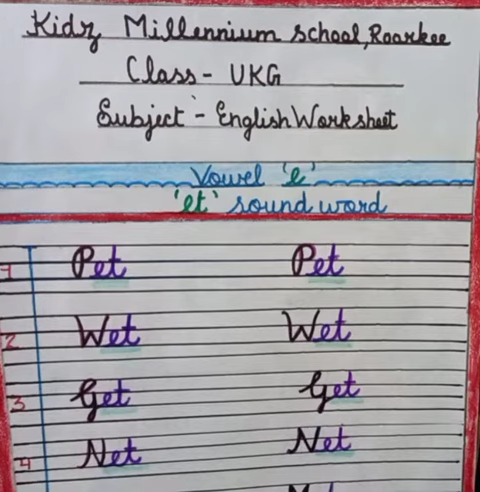 Kidz Millennium School, Roorkee
Class - UKG
Subject - English Worksheet
Vowel 'e'
'et' sound word
1 Pet Pet
2 Wet Wet
3 Get Get
4 Net Net